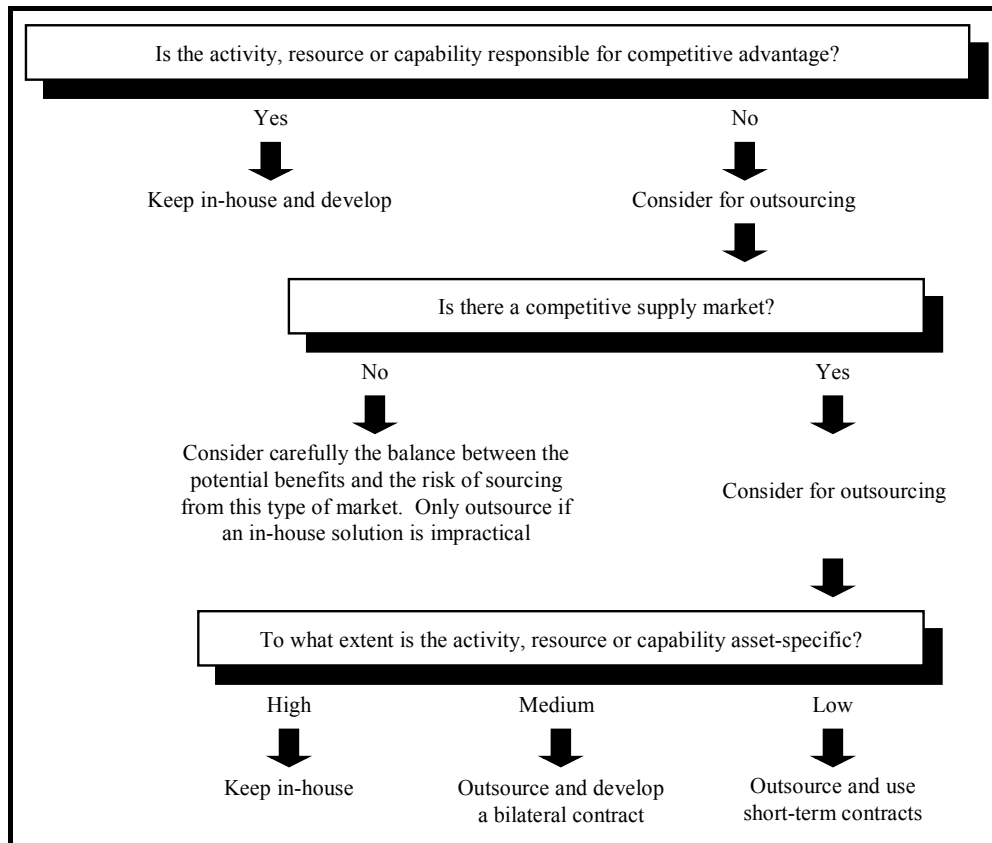 Is the activity, resource or capability responsible for competitive advantage?
Yes
No
Keep in-house and develop
Consider for outsourcing
Is there a competitive supply market?
No
Yes
Consider carefully the balance between the
potential benefits and the risk of sourcing
from this type of market. Only outsource if
an in-house solution is impractical
Consider for outsourcing
To what extent is the activity, resource or capability asset-specific?
High
Medium
Low
Keep in-house
Outsource and develop
a bilateral contract
Outsource and use
short-term contracts